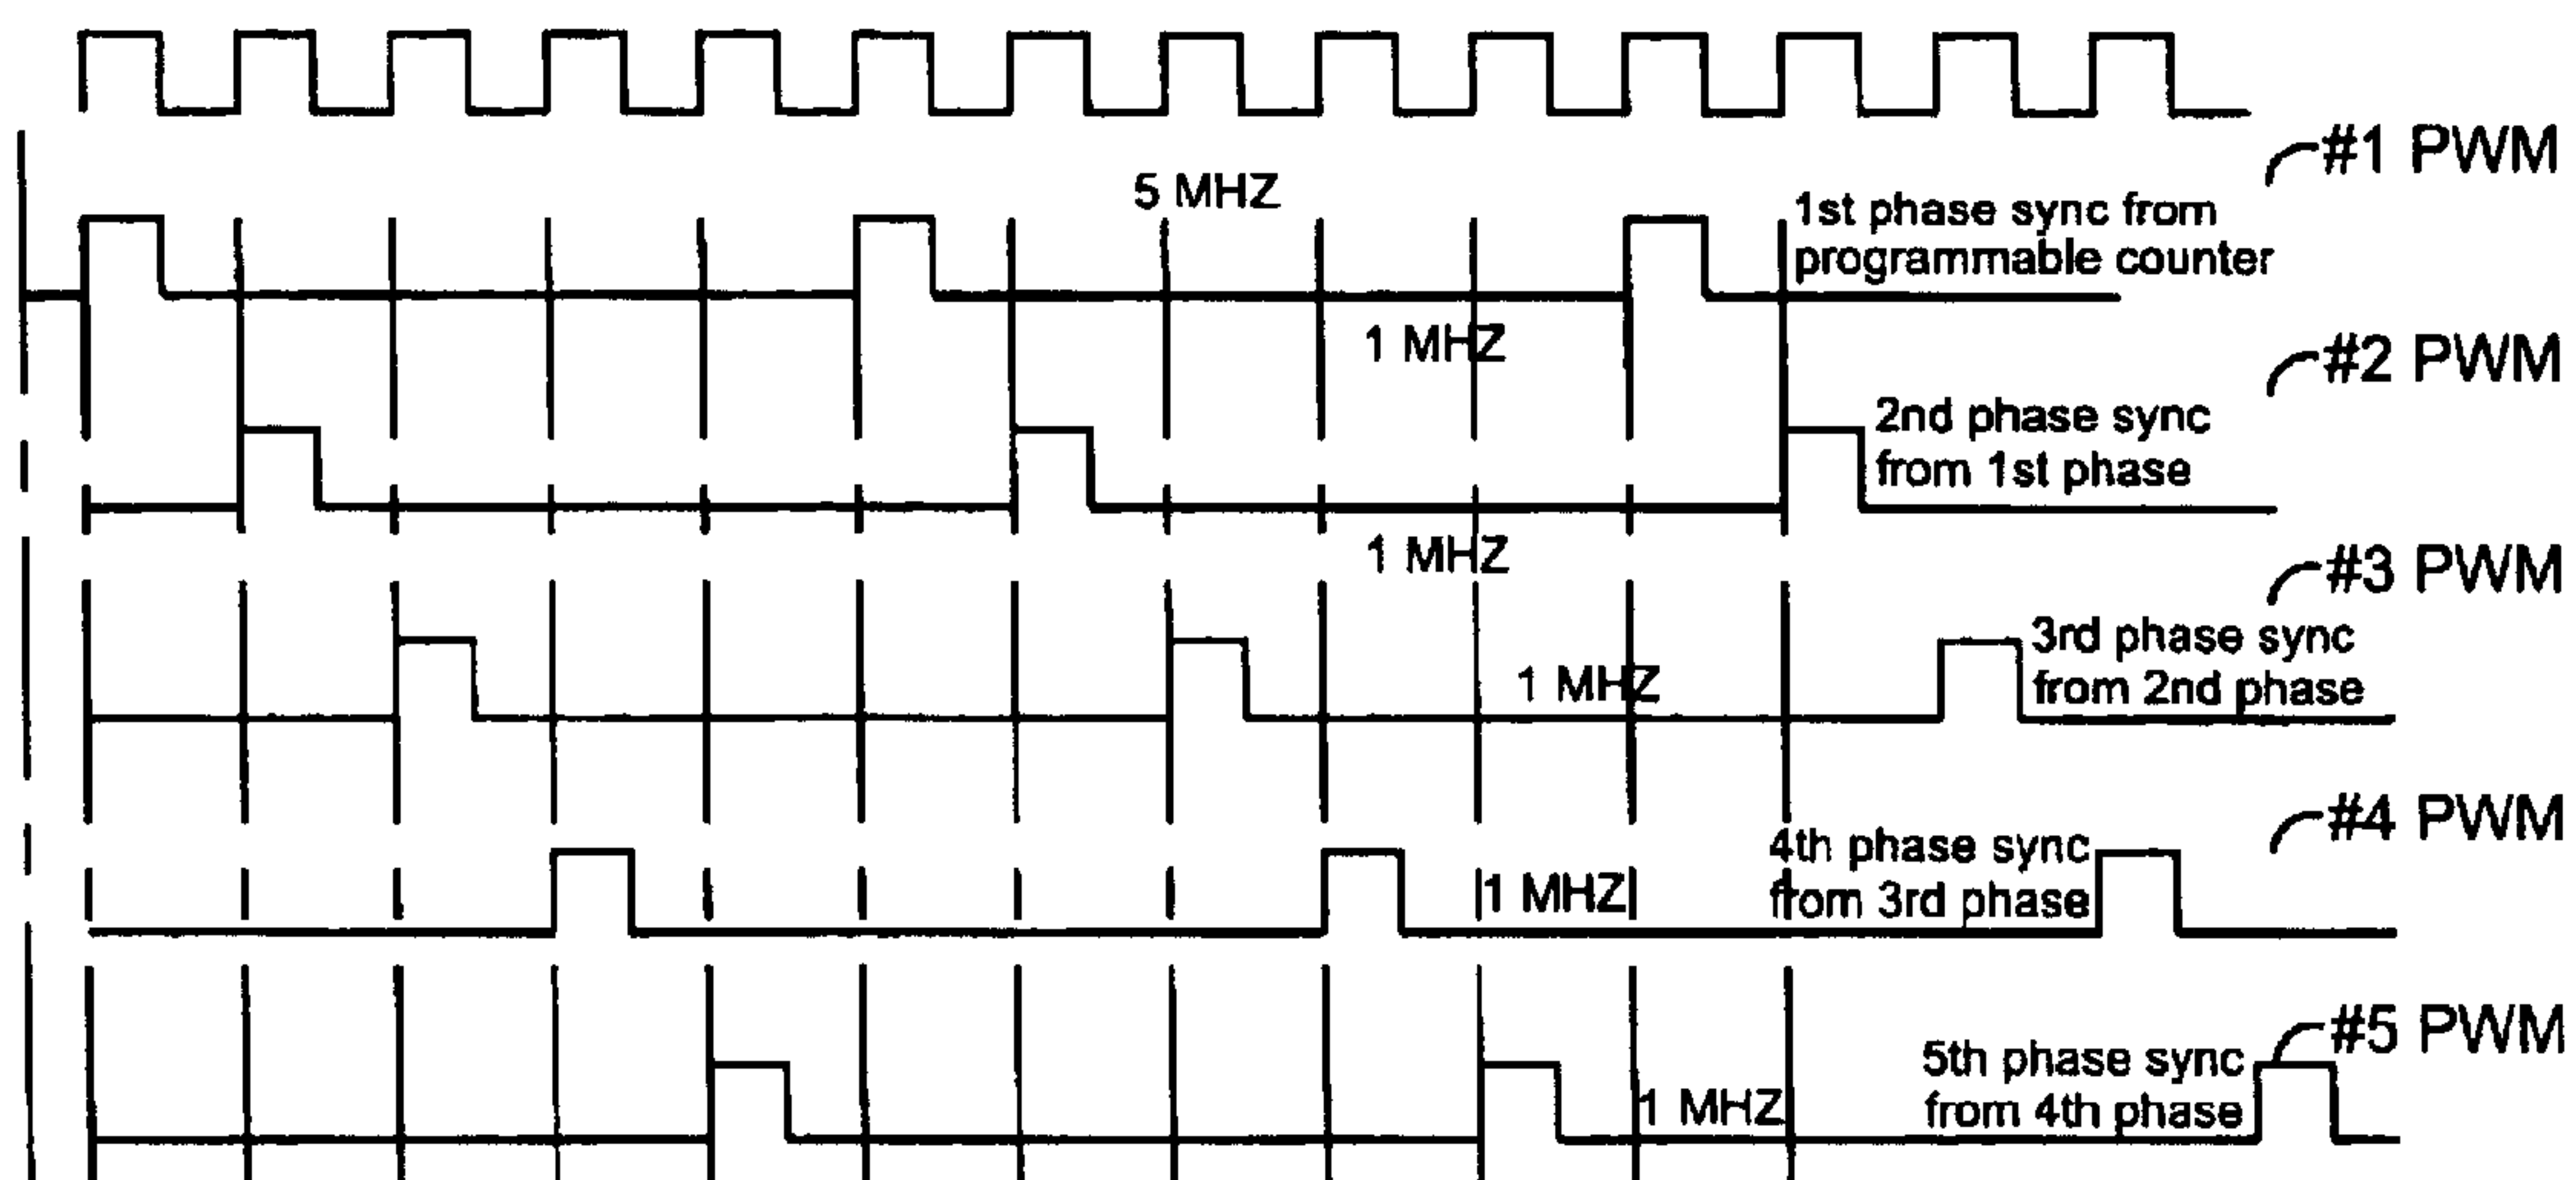 #1 PWM
5 MHZ
1st phase sync from
programmable counter
1 MHZ
#2 PWM
2nd phase sync
from 1st phase
1 MHZ
#3 PWM
3rd phase sync
from 2nd phase
1 MHZ
#4 PWM
4th phase sync
from 3rd phase
1 MHZ
#5 PWM
5th phase sync
from 4th phase
1 MHZ